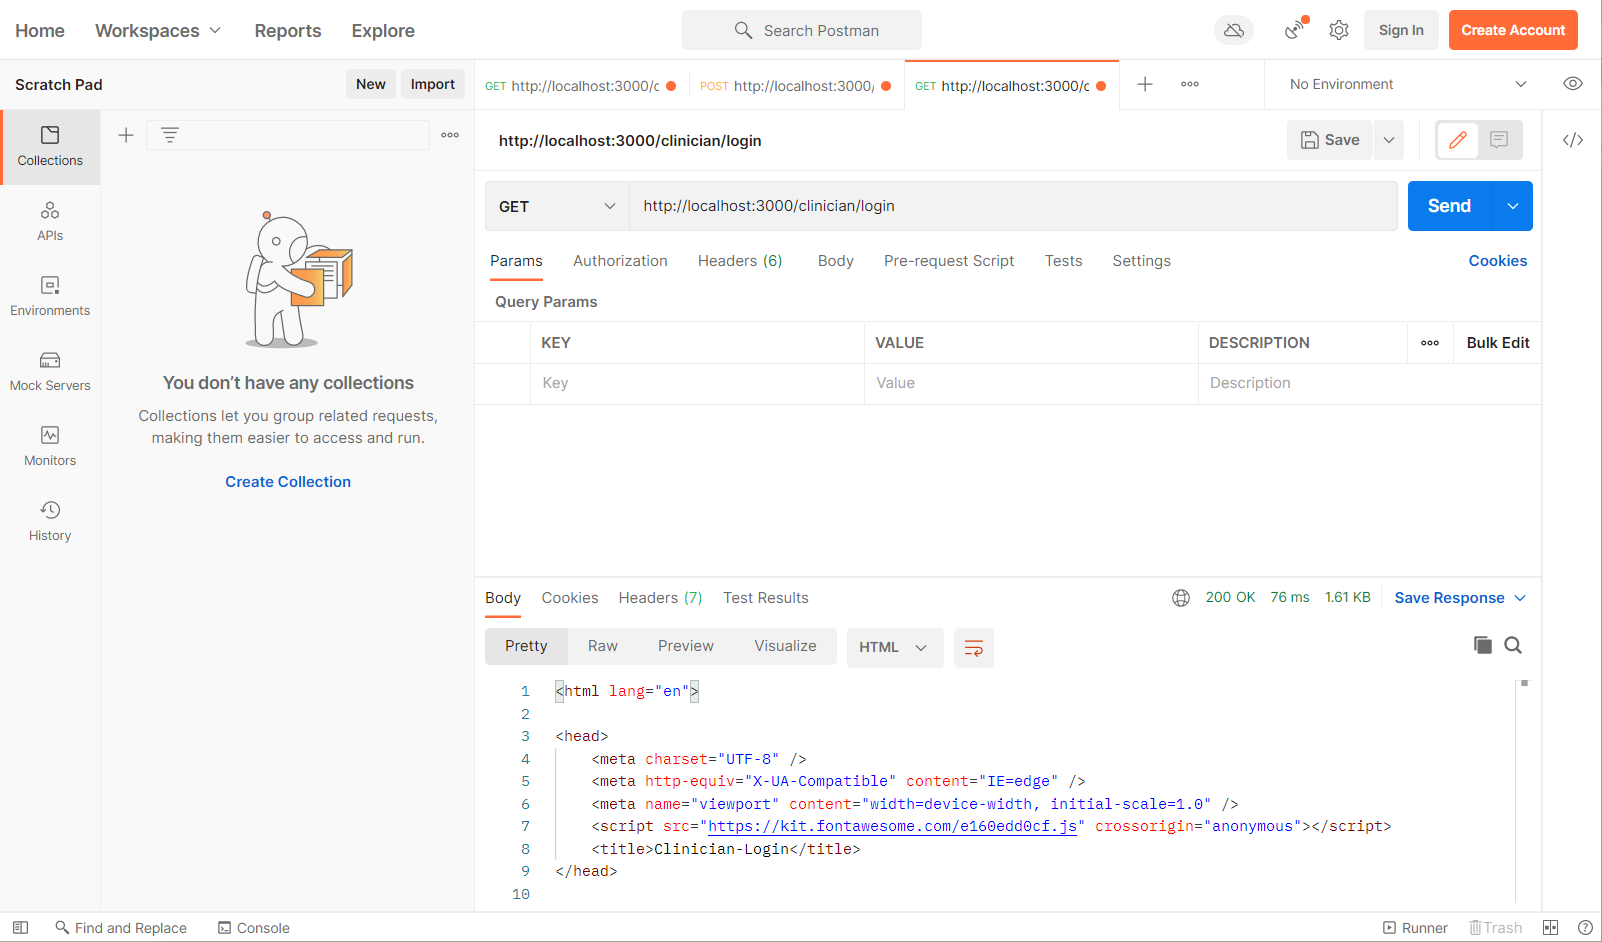 Home Workspaces Reports Explore Search Postman Sign In Create Account
Scratch Pad New Import
GET http://localhost:3000/c POST http://localhost:3000/ GET http://localhost:3000/c No Environment
Collections
APIs
Environments
Mock Servers
Monitors
History
You don’t have any collections
Collections let you group related requests,
making them easier to access and run.
Create Collection
http://localhost:3000/clinician/login Save
GET http://localhost:3000/clinician/login Send
Params Authorization Headers (6) Body Pre-request Script Tests Settings Cookies
Query Params
KEY VALUE DESCRIPTION Bulk Edit
Key Value Description
Body Cookies Headers (7) Test Results 200 OK 76 ms 1.61 KB Save Response
Pretty Raw Preview Visualize HTML
1 <html lang="en">
2
3 <head>
4 <meta charset="UTF-8" />
5 <meta http-equiv="X-UA-Compatible" content="IE=edge" />
6 <meta name="viewport" content="width=device-width, initial-scale=1.0" />
7 <script src="https://kit.fontawesome.com/e160edd0cf.js" crossorigin="anonymous"></script>
8 <title>Clinician-Login</title>
9 </head>
10
Find and Replace Console Runner Trash